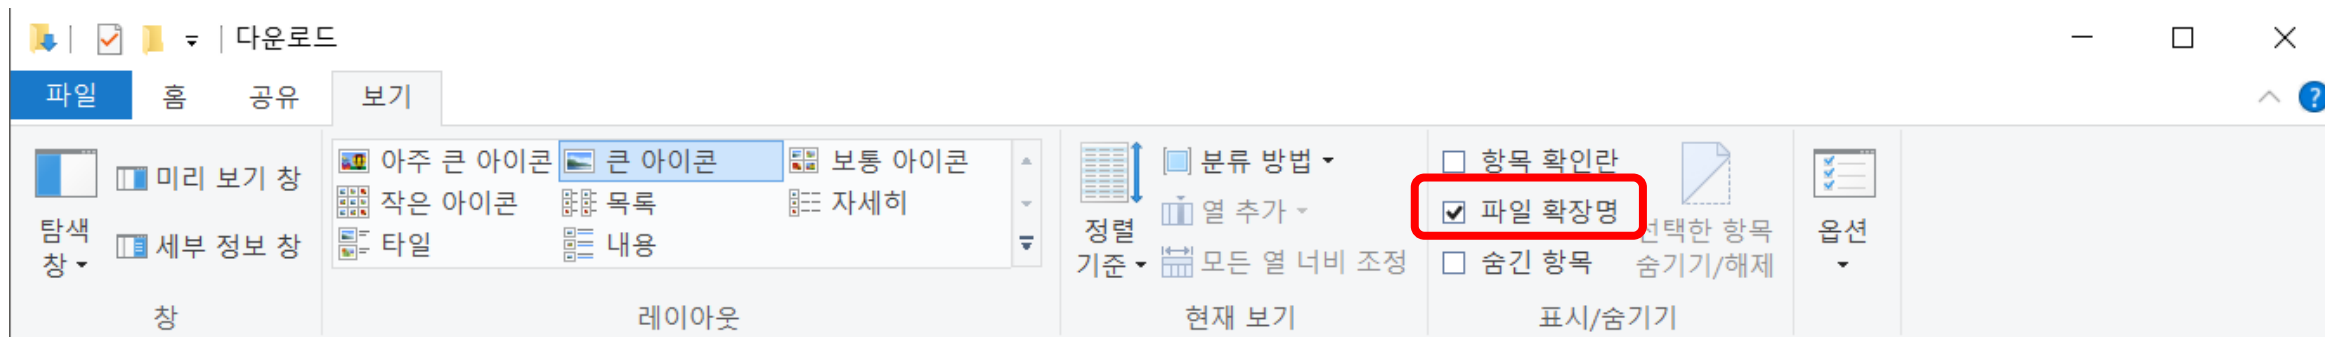 다운로드
파일 홈 공유 보기
아주 큰 아이콘 큰 아이콘 보통 아이콘
작은 아이콘 목록 자세히
타일 내용
탐색
창
미리 보기 창
세부 정보 창
정렬
기준
분류 방법
열 추가
모든 열 너비 조정
항목 확인란
파일 확장명
숨긴 항목
선택한 항목
숨기기/해제
옵션
창 레이아웃 현재 보기 표시/숨기기
?